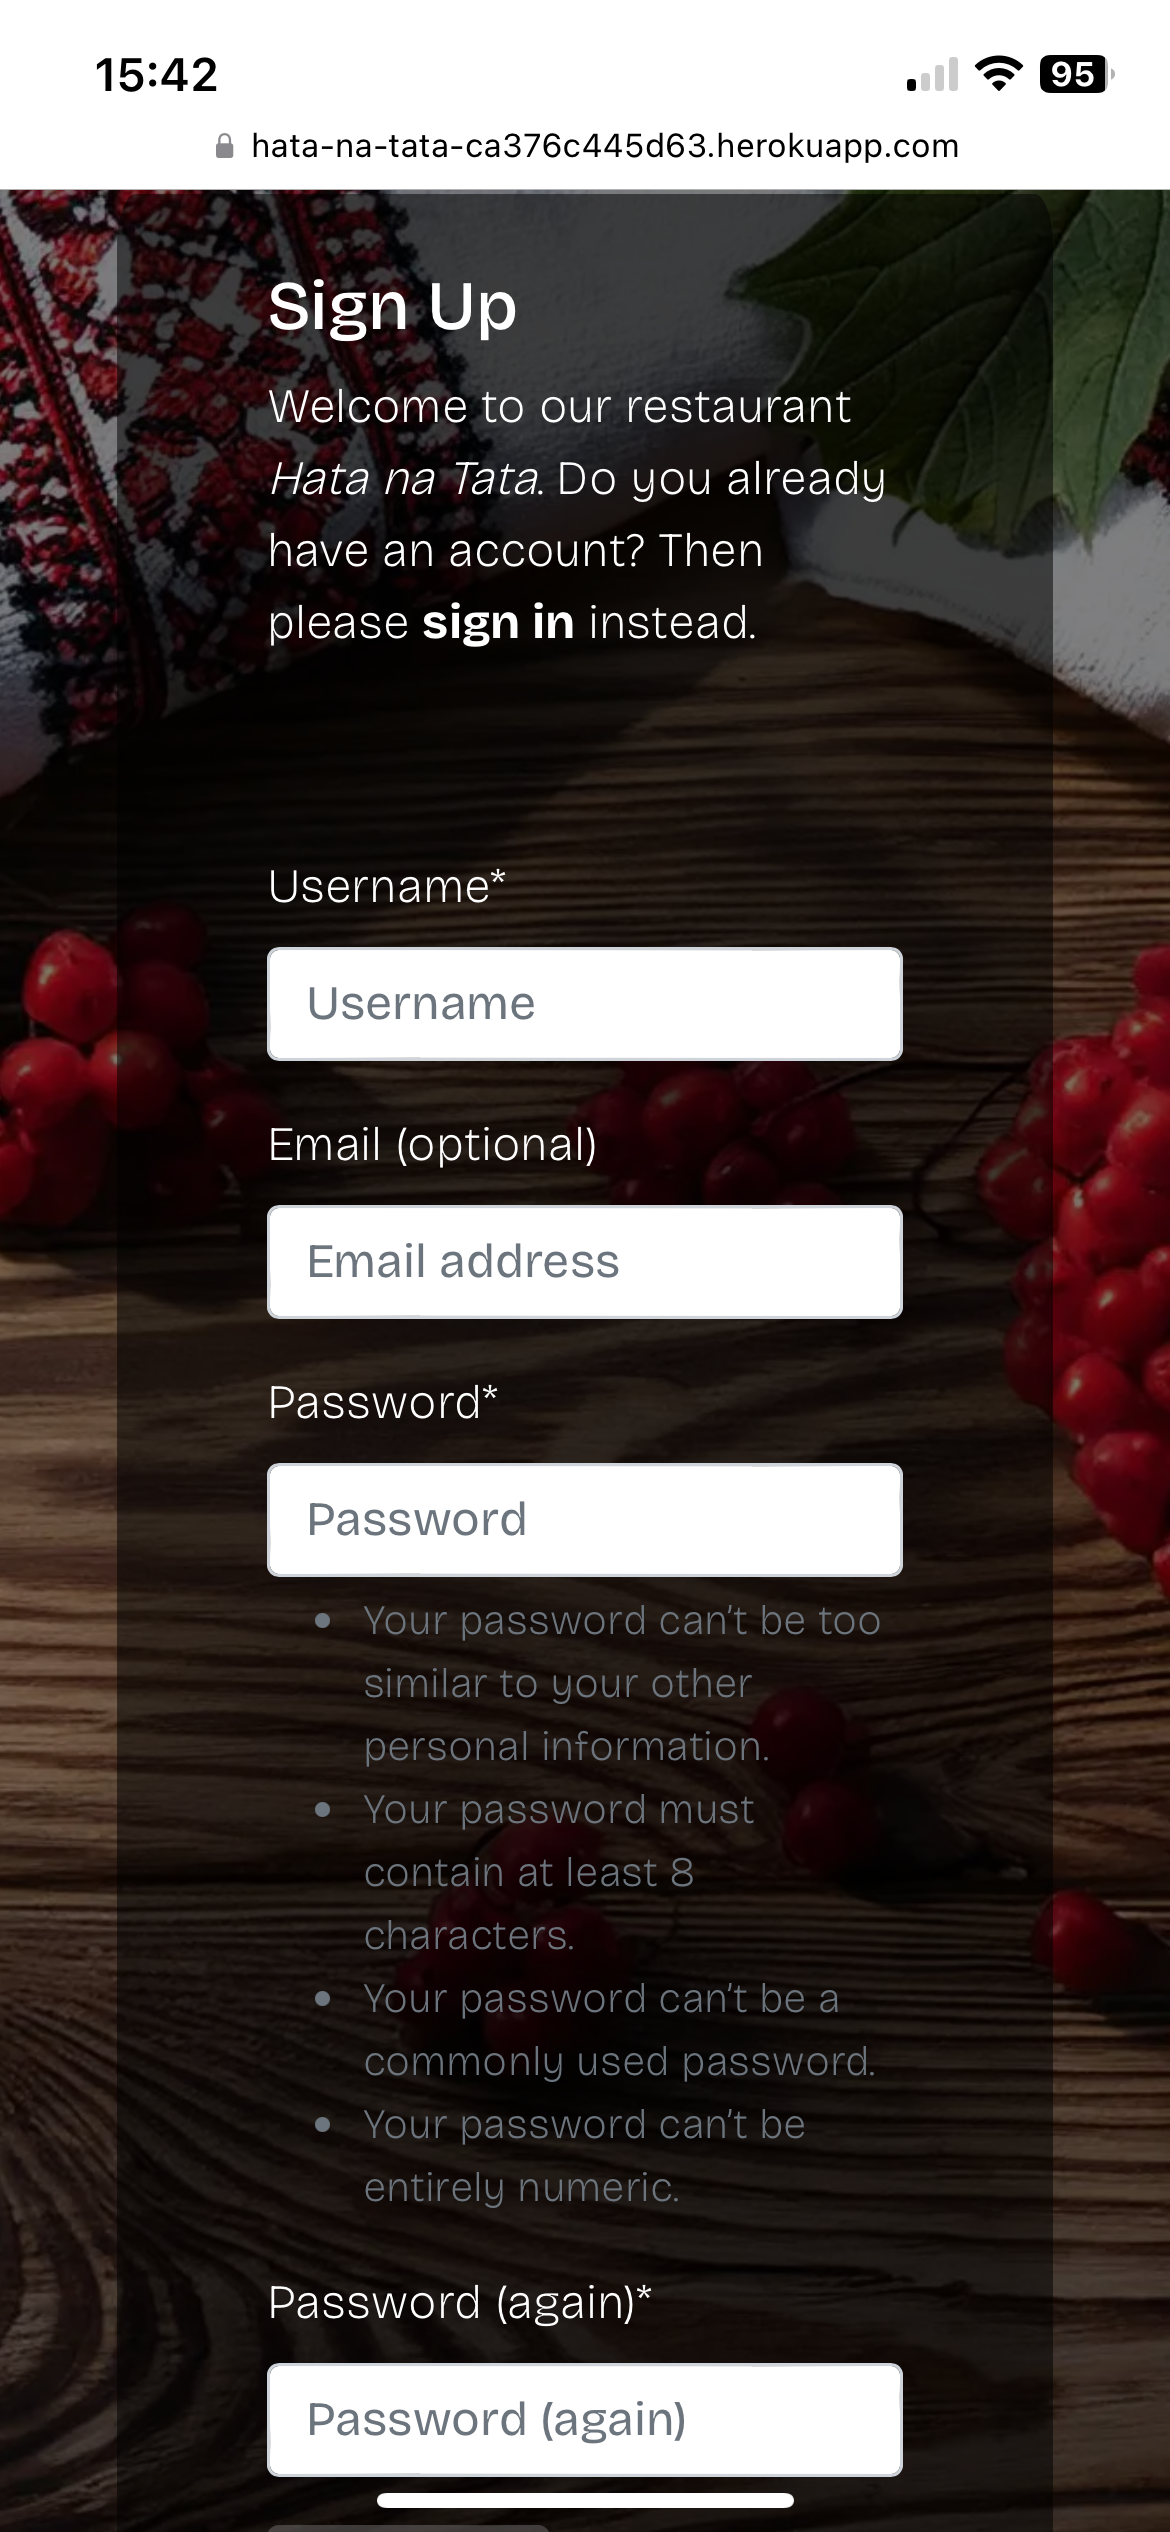 15:42
95
hata-na-tata-ca376c445d63.herokuapp.com
Sign Up
Welcome to our restaurant
Hata na Tata. Do you already
have an account? Then
please sign in instead.
Username*
Username
Email (optional)
Email address
Password*
Password
• Your password can’t be too
similar to your other
personal information.
• Your password must
contain at least 8
characters.
• Your password can’t be a
commonly used password.
• Your password can’t be
entirely numeric.
Password (again)*
Password (again)